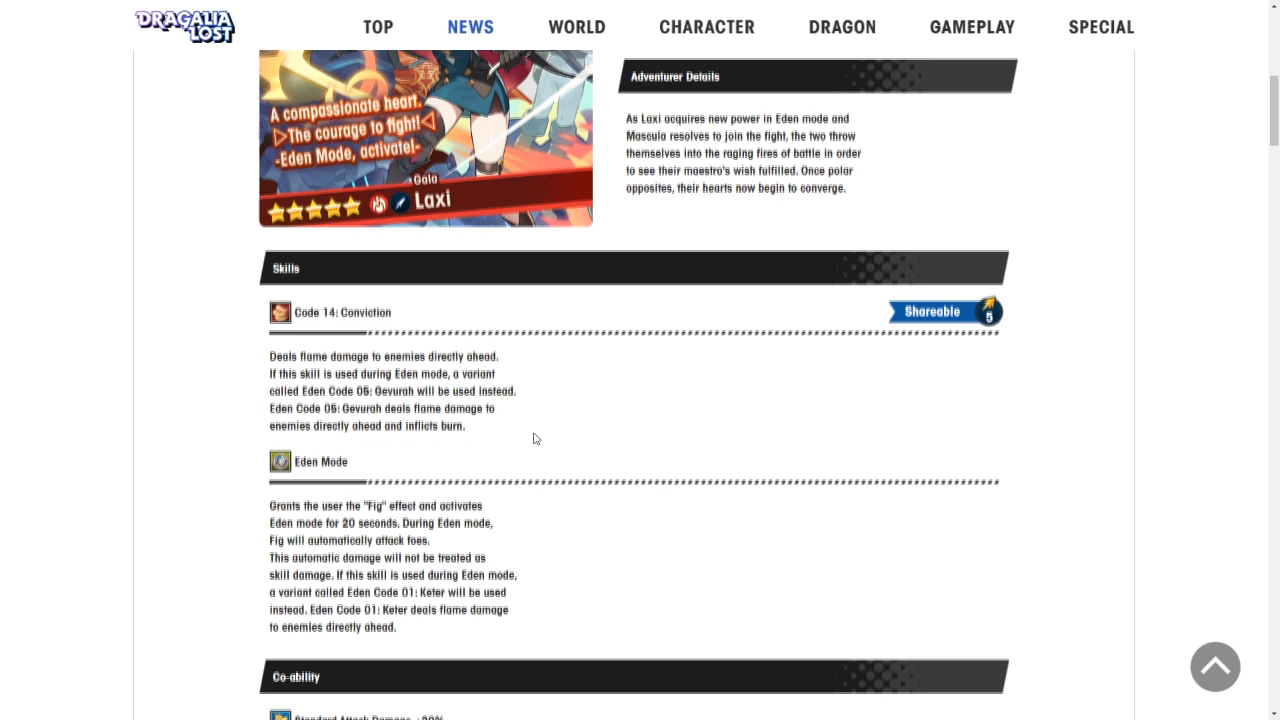 DRAGALIA LOST
TOP
NEWS
WORLD
CHARACTER
DRAGON
GAMEPLAY
SPECIAL
A compassionate heart.
▷The courage to fight!◁
-Eden Mode, activate!-
Gala
Laxi
Adventurer Details
As Laxi acquires new power in Eden mode and
Mascula resolves to join the fight, the two throw
themselves into the raging fires of battle in order
to see their maestro's wish fulfilled. Once polar
opposites, their hearts now begin to converge.
Skills
Code 14: Conviction
Shareable
5
Deals flame damage to enemies directly ahead.
If this skill is used during Eden mode, a variant
called Eden Code 05: Gevurah will be used instead.
Eden Code 05: Gevurah deals flame damage to
enemies directly ahead and inflicts burn.
Eden Mode
Grants the user the "Fig" effect and activates
Eden mode for 20 seconds. During Eden mode,
Fig will automatically attack foes.
This automatic damage will not be treated as
skill damage. If this skill is used during Eden mode,
a variant called Eden Code 01: Keter will be used
instead. Eden Code 01: Keter deals flame damage
to enemies directly ahead.
Co-ability
Standard Attack Damage +20%